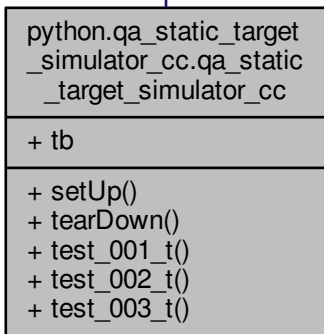 python.qa_static_target
_simulator_cc.qa_static
_target_simulator_cc
+ tb
+ setUp()
+ tearDown()
+ test_001_t()
+ test_002_t()
+ test_003_t()